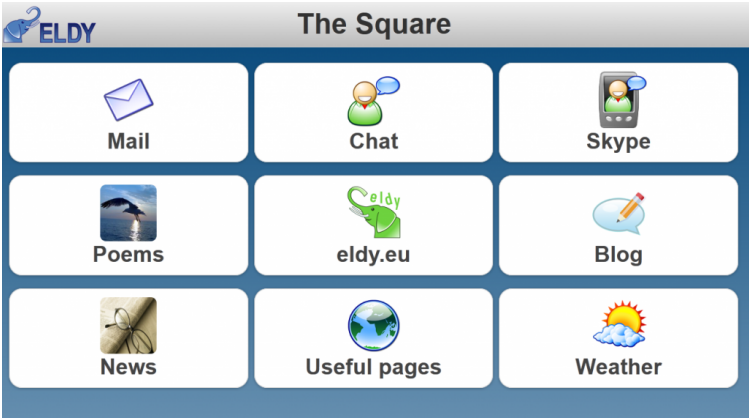 ELDY
The Square
Mail
Chat
Skype
Poems
eldy
eldy.eu
Blog
News
Useful pages
Weather